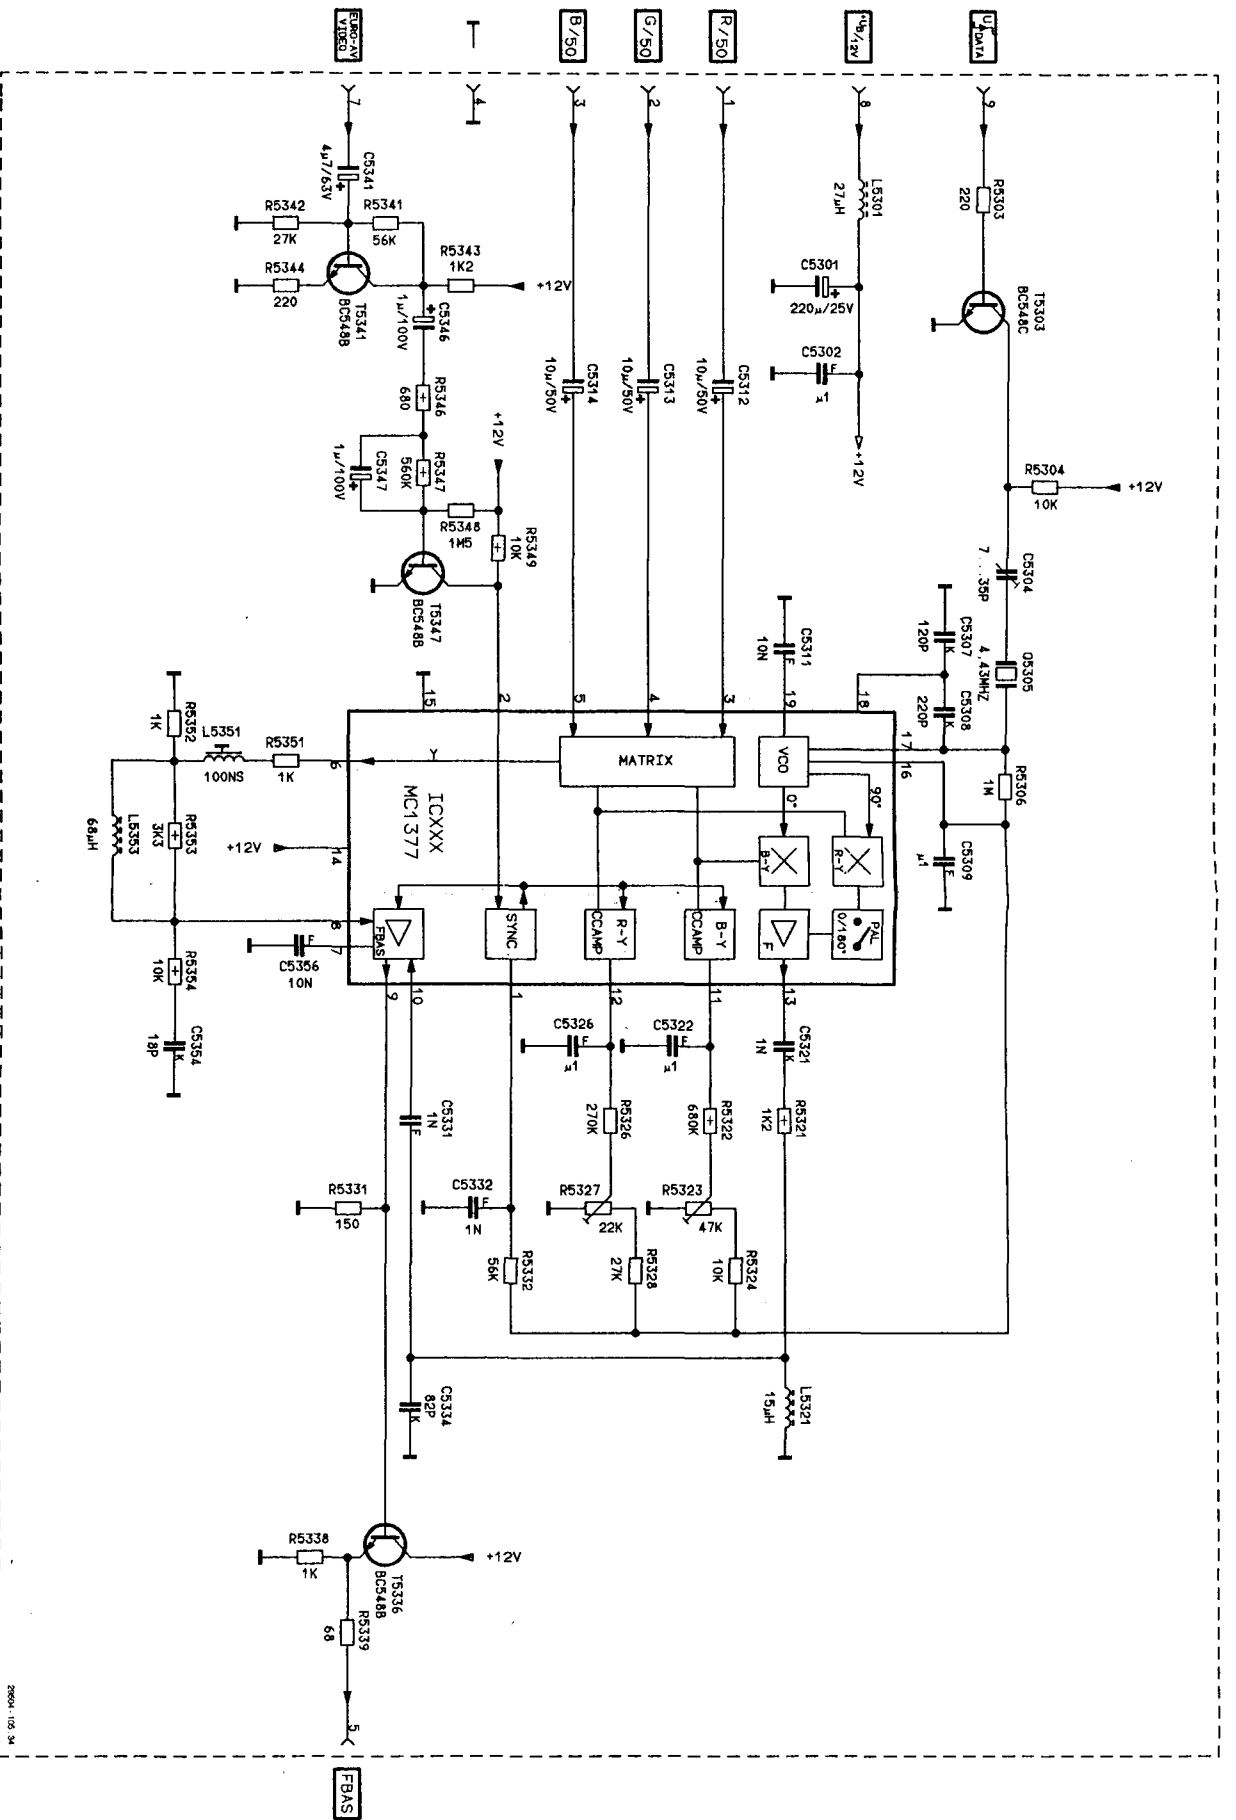 EURO-AV
VIDEO
B/50
G/50
R/50
+UB/12V
U
DATA
7
4
3
2
1
8
9
C5341
4µ7/63V
R5342
27K
R5341
56K
R5344
220
T5341
BC548B
R5343
1K2
+12V
C5346
1µ/100V
R5346
680
R5347
560K
C5347
1µ/100V
+12V
R5348
1M5
R5349
10K
T5347
BC548B
C5314
10µ/50V
C5313
10µ/50V
C5312
10µ/50V
L5301
27µH
C5301
220µ/25V
C5302
F
µ1
+12V
R5303
220
T5303
BC548C
R5304
10K
+12V
C5304
7...35P
Q5305
4,43MHZ
C5307
120P
K
C5308
220P
K
C5311
10N
F
R5306
1M
C5309
F
µ1
15
2
5
4
3
19
18
17
16
R5352
1K
L5351
100NS
R5351
1K
6
Y
MATRIX
VCO
0°
90°
ICXXX
MC1377
L5353
68µH
R5353
3K3
+12V
14
B-Y
R-Y
8
7
FBAS
SYNC
R-Y
CCAMP
B-Y
CCAMP
F
PAL
0/180°
C5356
10N
F
R5354
10K
C5354
18P
K
9
10
1
12
11
13
C5326
F
µ1
C5322
F
µ1
C5321
1N
K
C5331
1N
F
R5326
270K
R5322
680K
R5321
1K2
R5331
150
C5332
F
1N
R5327
22K
R5323
47K
R5332
56K
R5328
27K
R5324
10K
C5334
82P
K
L5321
15µH
R5338
1K
T5336
BC548B
+12V
R5339
68
5
FBAS
29504-105.34